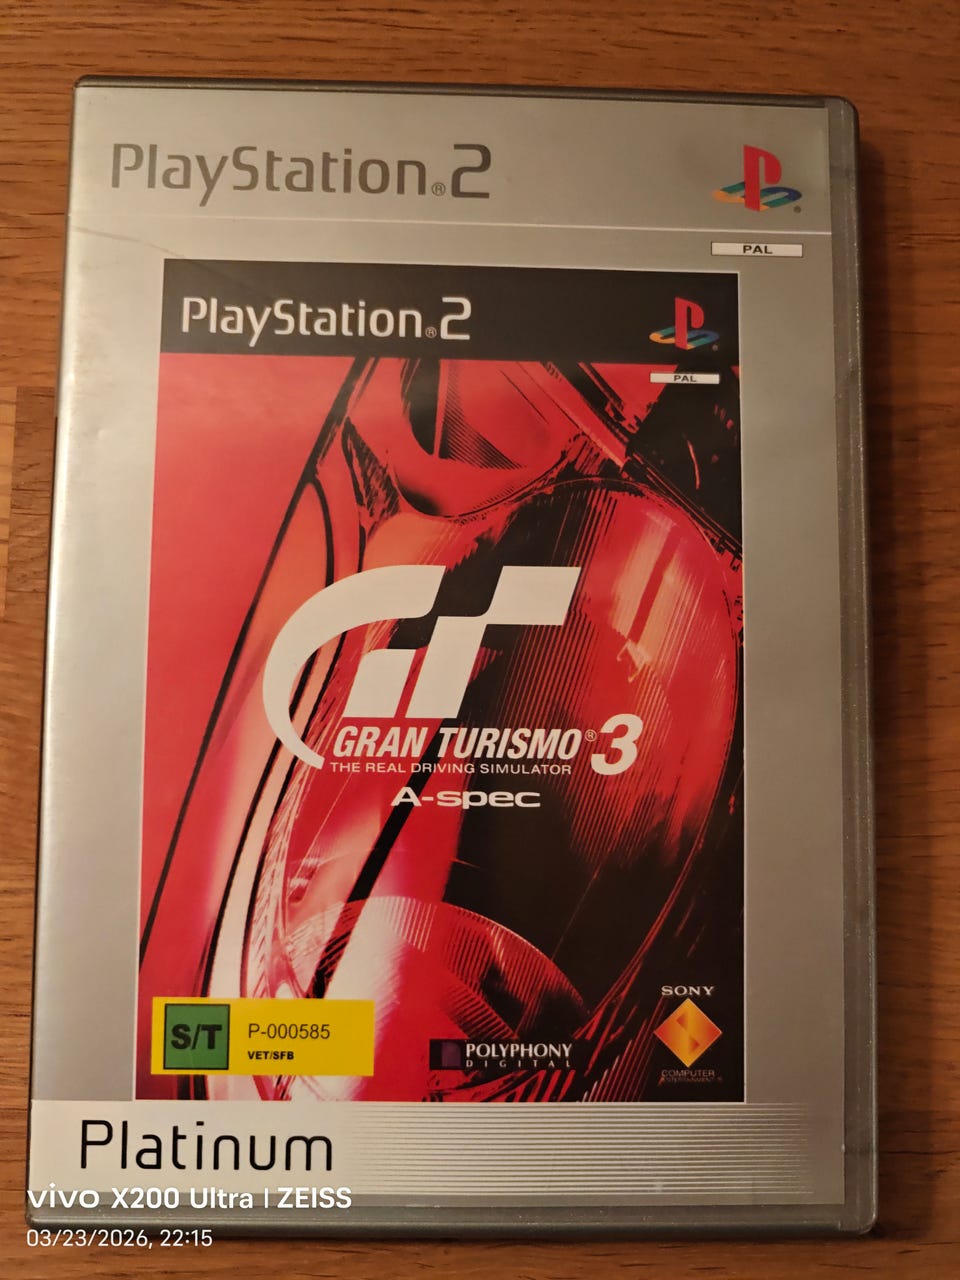 PlayStation®2
PAL
PlayStation®2
PAL
GRAN TURISMO® 3
THE REAL DRIVING SIMULATOR
A-spec
S/T P-000585
VET/SFB
POLYPHONY
DIGITAL
SONY
COMPUTER
ENTERTAINMENT
Platinum
vivo X200 Ultra | ZEISS
03/23/2026, 22:15